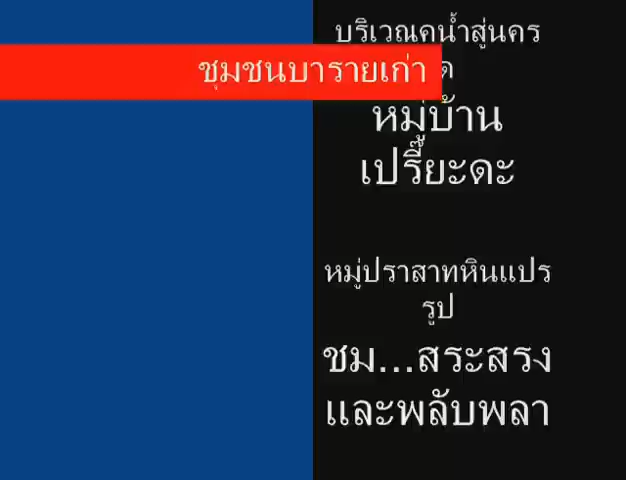 บริเวณคน้ำสู่นคร
ชุมชนบารายเก่า
หมู่บ้าน
เปรี๊ยะดะ
หมู่ปราสาทหินแปร
รูป
ชม...สระสรง
และพลับพลา